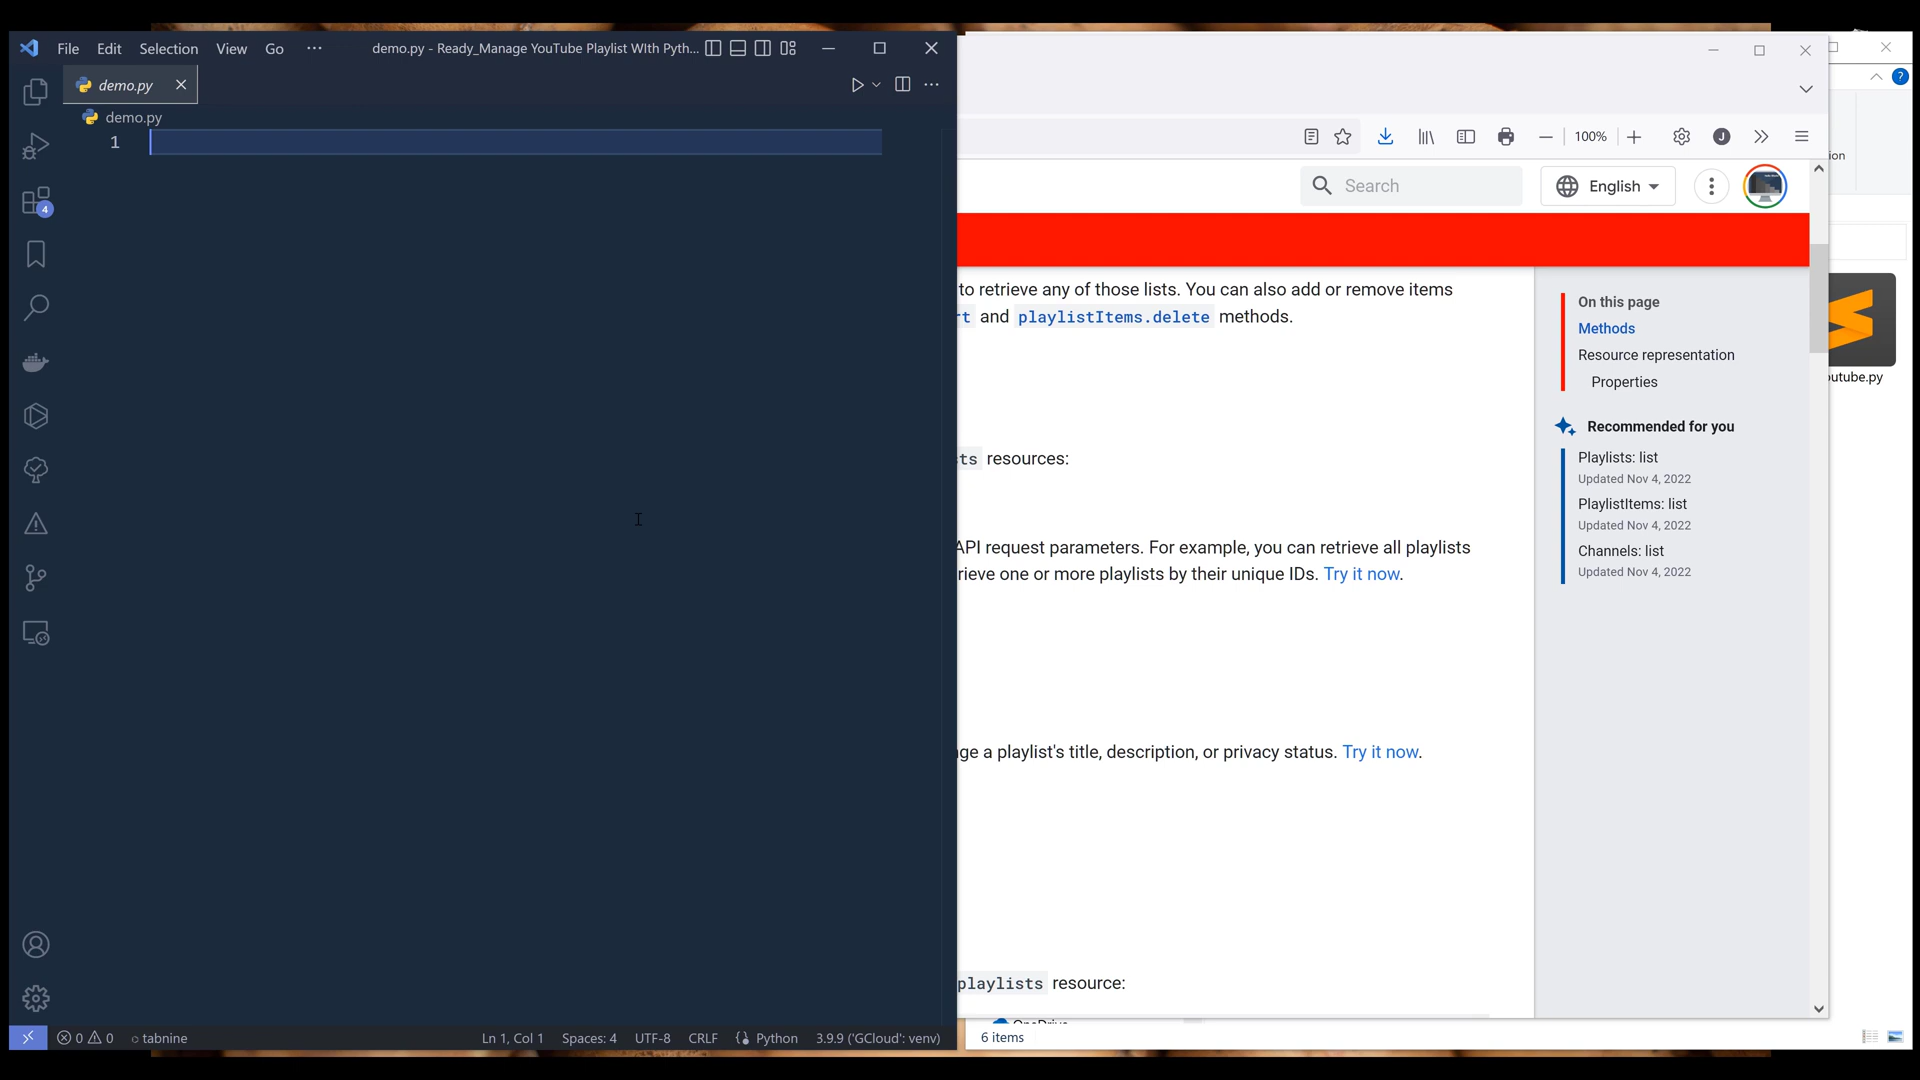 File Edit Selection View Go ··· demo.py - Ready_Manage YouTube Playlist WIth Pyth...
demo.py
demo.py
1
4
0 0 tabnine
Ln 1, Col 1 Spaces: 4 UTF-8 CRLF Python 3.9.9 ('GCloud': venv)
100%
J
Search
English
to retrieve any of those lists. You can also add or remove items
rt and playlistItems.delete methods.
sts resources:
API request parameters. For example, you can retrieve all playlists
rieve one or more playlists by their unique IDs. Try it now.
nge a playlist's title, description, or privacy status. Try it now.
playlists resource:
On this page
Methods
Resource representation
Properties
Recommended for you
Playlists: list
Updated Nov 4, 2022
PlaylistItems: list
Updated Nov 4, 2022
Channels: list
Updated Nov 4, 2022
?
ion
outube.py
OneDrive
6 items